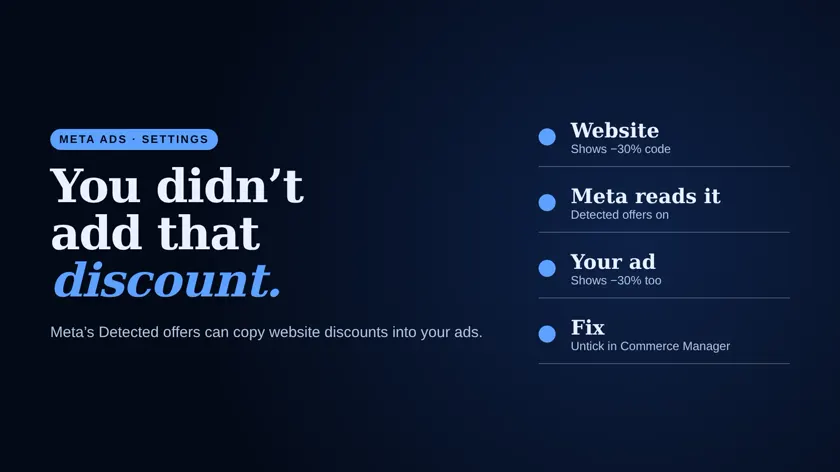 META ADS · SETTINGS
You didn’t
add that
discount.
Meta’s Detected offers can copy website discounts into your ads.
Website
Shows −30% code
Meta reads it
Detected offers on
Your ad
Shows −30% too
Fix
Untick in Commerce Manager